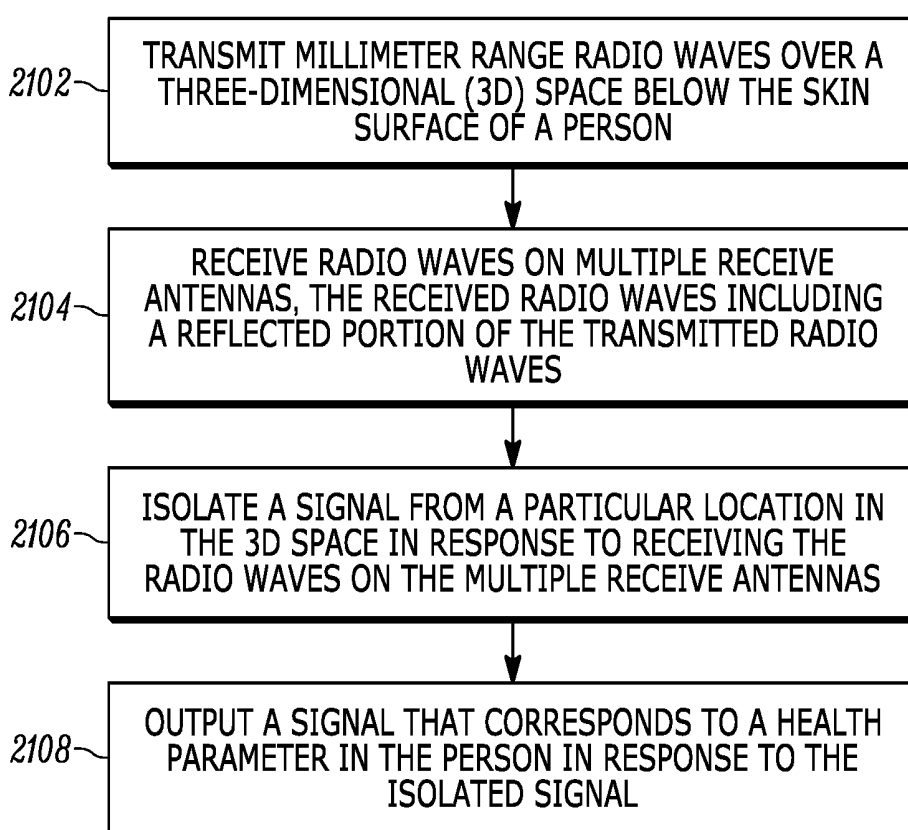 2102
TRANSMIT MILLIMETER RANGE RADIO WAVES OVER A
THREE-DIMENSIONAL (3D) SPACE BELOW THE SKIN
SURFACE OF A PERSON
2104
RECEIVE RADIO WAVES ON MULTIPLE RECEIVE
ANTENNAS, THE RECEIVED RADIO WAVES INCLUDING
A REFLECTED PORTION OF THE TRANSMITTED RADIO
WAVES
2106
ISOLATE A SIGNAL FROM A PARTICULAR LOCATION IN
THE 3D SPACE IN RESPONSE TO RECEIVING THE
RADIO WAVES ON THE MULTIPLE RECEIVE ANTENNAS
2108
OUTPUT A SIGNAL THAT CORRESPONDS TO A HEALTH
PARAMETER IN THE PERSON IN RESPONSE TO THE
ISOLATED SIGNAL